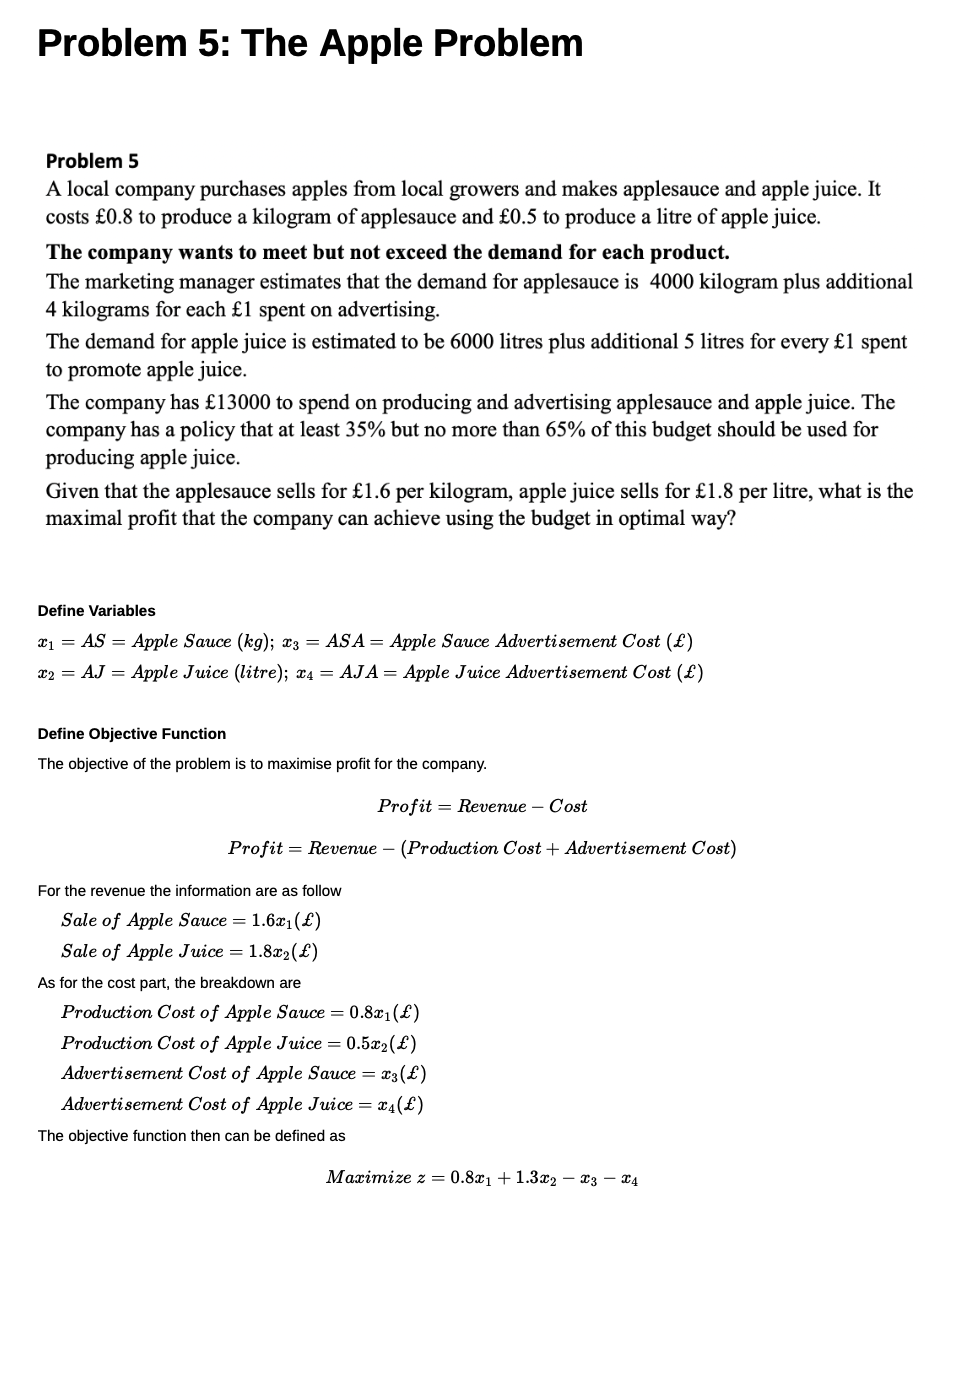 Problem 5: The Apple Problem
Problem 5
A local company purchases apples from local growers and makes applesauce and apple juice. It
costs £0.8 to produce a kilogram of applesauce and £0.5 to produce a litre of apple juice.
The company wants to meet but not exceed the demand for each product.
The marketing manager estimates that the demand for applesauce is 4000 kilogram plus additional
4 kilograms for each £1 spent on advertising.
The demand for apple juice is estimated to be 6000 litres plus additional 5 litres for every £1 spent
to promote apple juice.
The company has £13000 to spend on producing and advertising applesauce and apple juice. The
company has a policy that at least 35% but no more than 65% of this budget should be used for
producing apple juice.
Given that the applesauce sells for £1.6 per kilogram, apple juice sells for £1.8 per litre, what is the
maximal profit that the company can achieve using the budget in optimal way?
Define Variables
x₁ = AS = Apple Sauce (kg); x₃ = ASA = Apple Sauce Advertisement Cost (£)
x₂ = AJ = Apple Juice (litre); x₄ = AJA = Apple Juice Advertisement Cost (£)
Define Objective Function
The objective of the problem is to maximise profit for the company.
Profit = Revenue − Cost
Profit = Revenue − (Production Cost + Advertisement Cost)
For the revenue the information are as follow
Sale of Apple Sauce = 1.6x₁(£)
Sale of Apple Juice = 1.8x₂(£)
As for the cost part, the breakdown are
Production Cost of Apple Sauce = 0.8x₁(£)
Production Cost of Apple Juice = 0.5x₂(£)
Advertisement Cost of Apple Sauce = x₃(£)
Advertisement Cost of Apple Juice = x₄(£)
The objective function then can be defined as
Maximize z = 0.8x₁ + 1.3x₂ − x₃ − x₄